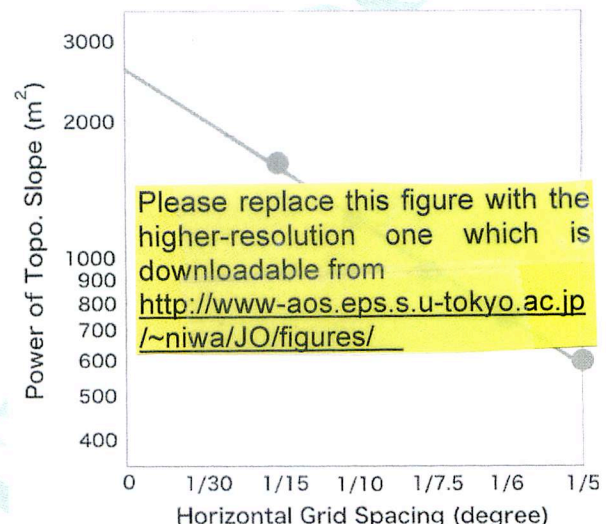 3000
2000
1000
900
800
700
600
500
400
Power of Topo. Slope (m²)
Please replace this figure with the
higher-resolution one which is
downloadable from
http://www-aos.eps.s.u-tokyo.ac.jp
/~niwa/JO/figures/
0 1/30 1/15 1/10 1/7.5 1/6 1/5
Horizontal Grid Spacing (degree)